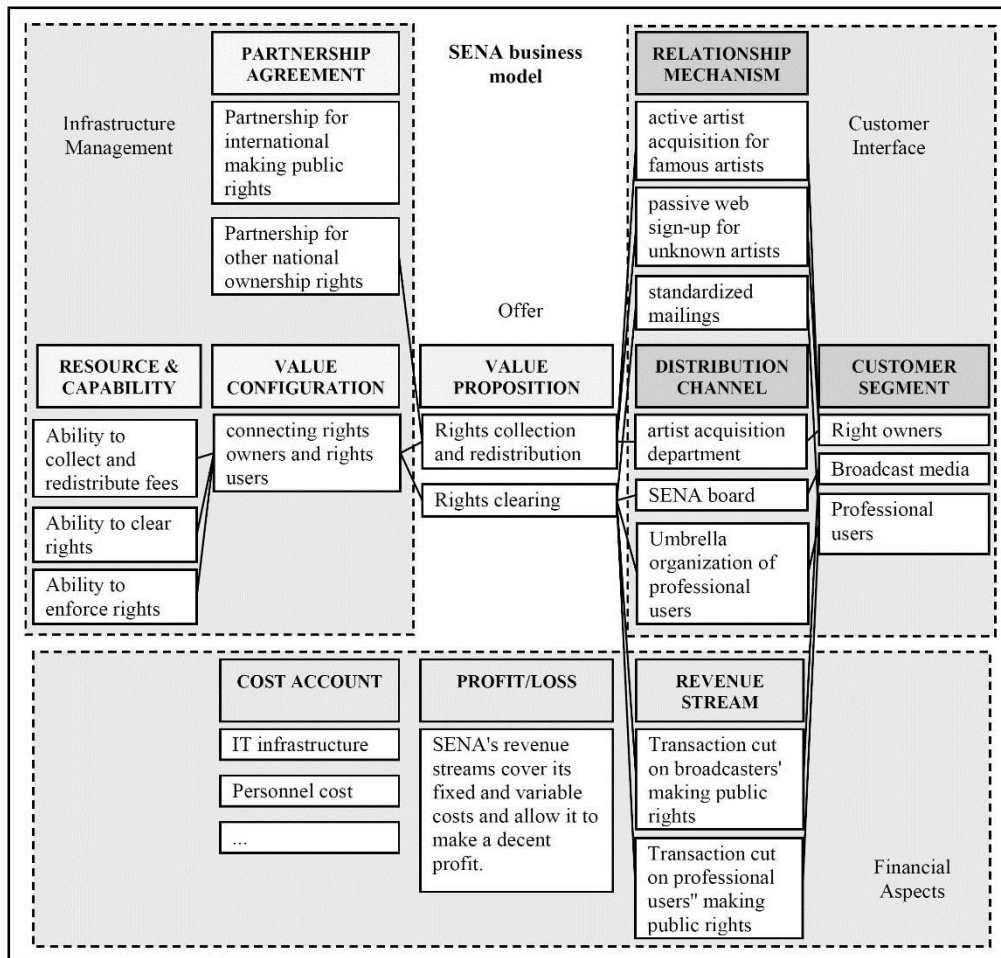 PARTNERSHIP
AGREEMENT
SENA business
model
RELATIONSHIP
MECHANISM
Infrastructure
Management
Partnership for
international
making public
rights
active artist
acquisition for
famous artists
Customer
Interface
passive web
sign-up for
unknown artists
Partnership for
other national
ownership rights
standardized
mailings
Offer
RESOURCE &
CAPABILITY
VALUE
CONFIGURATION
VALUE
PROPOSITION
DISTRIBUTION
CHANNEL
CUSTOMER
SEGMENT
Ability to
collect and
redistribute fees
Ability to clear
rights
Ability to
enforce rights
connecting rights
owners and rights
users
Rights collection
and redistribution
Rights clearing
artist acquisition
department
SENA board
Umbrella
organization of
professional
users
Right owners
Broadcast media
Professional
users
COST ACCOUNT
PROFIT/LOSS
REVENUE
STREAM
IT infrastructure
Personnel cost
...
SENA's revenue
streams cover its
fixed and variable
costs and allow it to
make a decent
profit.
Transaction cut
on broadcasters'
making public
rights
Transaction cut
on professional
users" making
public rights
Financial
Aspects